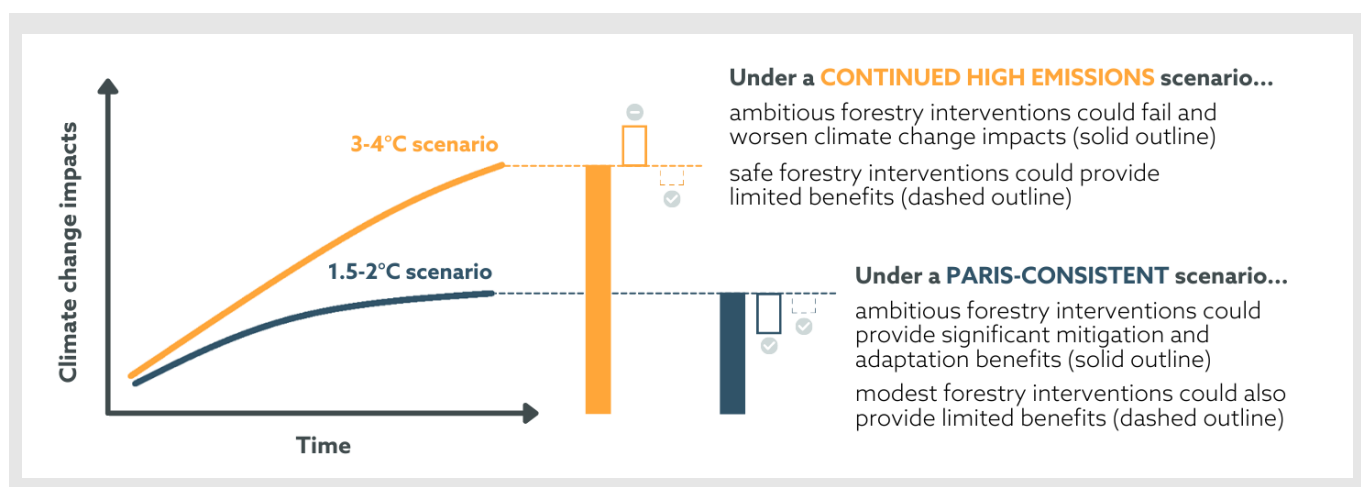 Climate change impacts
Time
3-4°C scenario
1.5-2°C scenario
Under a CONTINUED HIGH EMISSIONS scenario...
ambitious forestry interventions could fail and
worsen climate change impacts (solid outline)
safe forestry interventions could provide
limited benefits (dashed outline)
Under a PARIS-CONSISTENT scenario...
ambitious forestry interventions could
provide significant mitigation and
adaptation benefits (solid outline)
modest forestry interventions could also
provide limited benefits (dashed outline)